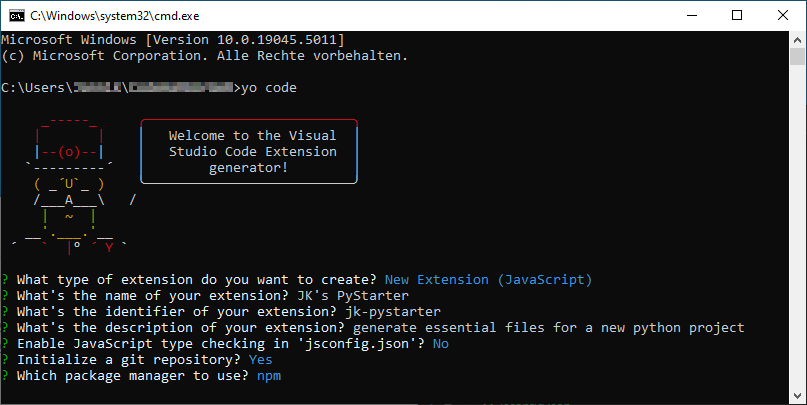 C:\Windows\system32\cmd.exe
Microsoft Windows [Version 10.0.19045.5011]
(c) Microsoft Corporation. Alle Rechte vorbehalten.
C:\Users\ \ >yo code
     _-----_     ╭──────────────────────────╮
    |       |    │   Welcome to the Visual  │
    |--(o)--|    │   Studio Code Extension  │
   `---------´   │        generator!        │
    ( _´U`_ )    ╰──────────────────────────╯
    /___A___\   /
     |  ~  |
   __'.___.'__
 ´   `  |° ´ Y `
? What type of extension do you want to create? New Extension (JavaScript)
? What's the name of your extension? JK's PyStarter
? What's the identifier of your extension? jk-pystarter
? What's the description of your extension? generate essential files for a new python project
? Enable JavaScript type checking in 'jsconfig.json'? No
? Initialize a git repository? Yes
? Which package manager to use? npm